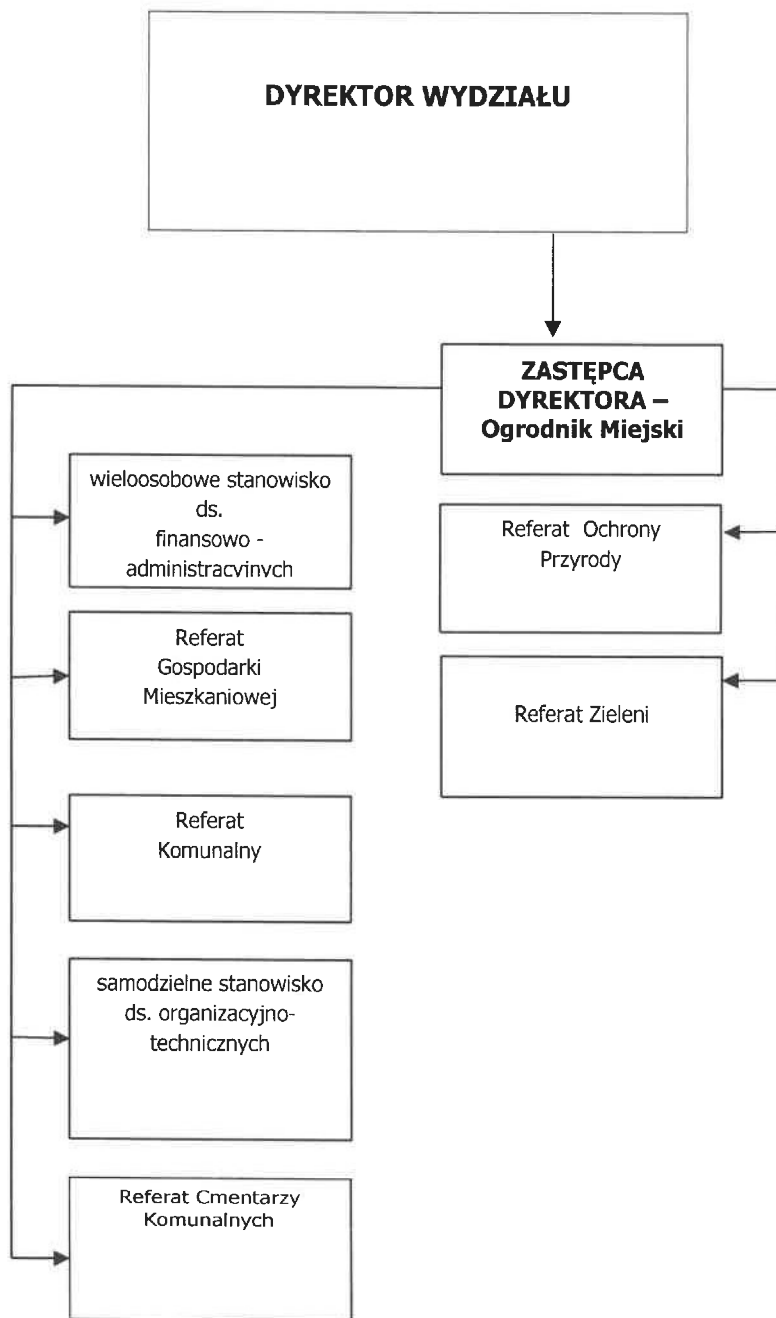 DYREKTOR WYDZIAŁU
ZASTĘPCA
DYREKTORA –
Ogrodnik Miejski
wieloosobowe stanowisko
ds.
finansowo -
administracyjnych
Referat Ochrony
Przyrody
Referat
Gospodarki
Mieszkaniowej
Referat Zieleni
Referat
Komunalny
samodzielne stanowisko
ds. organizacyjno-
technicznych
Referat Cmentarzy
Komunalnych